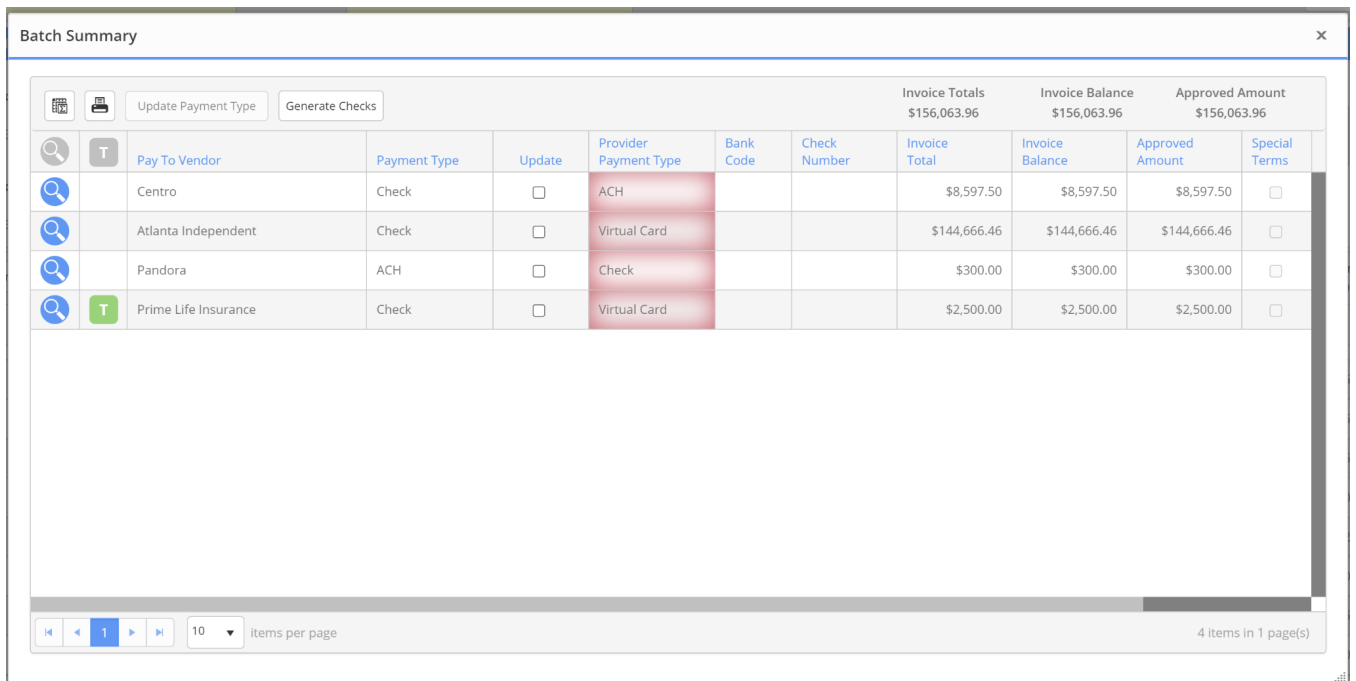 Batch Summary
Update Payment Type Generate Checks Invoice Totals Invoice Balance Approved Amount
$156,063.96 $156,063.96 $156,063.96
T Pay To Vendor Payment Type Update Provider Payment Type Bank Code Check Number Invoice Total Invoice Balance Approved Amount Special Terms
Centro Check ACH $8,597.50 $8,597.50 $8,597.50
Atlanta Independent Check Virtual Card $144,666.46 $144,666.46 $144,666.46
Pandora ACH Check $300.00 $300.00 $300.00
T Prime Life Insurance Check Virtual Card $2,500.00 $2,500.00 $2,500.00
1 10 items per page 4 items in 1 page(s)